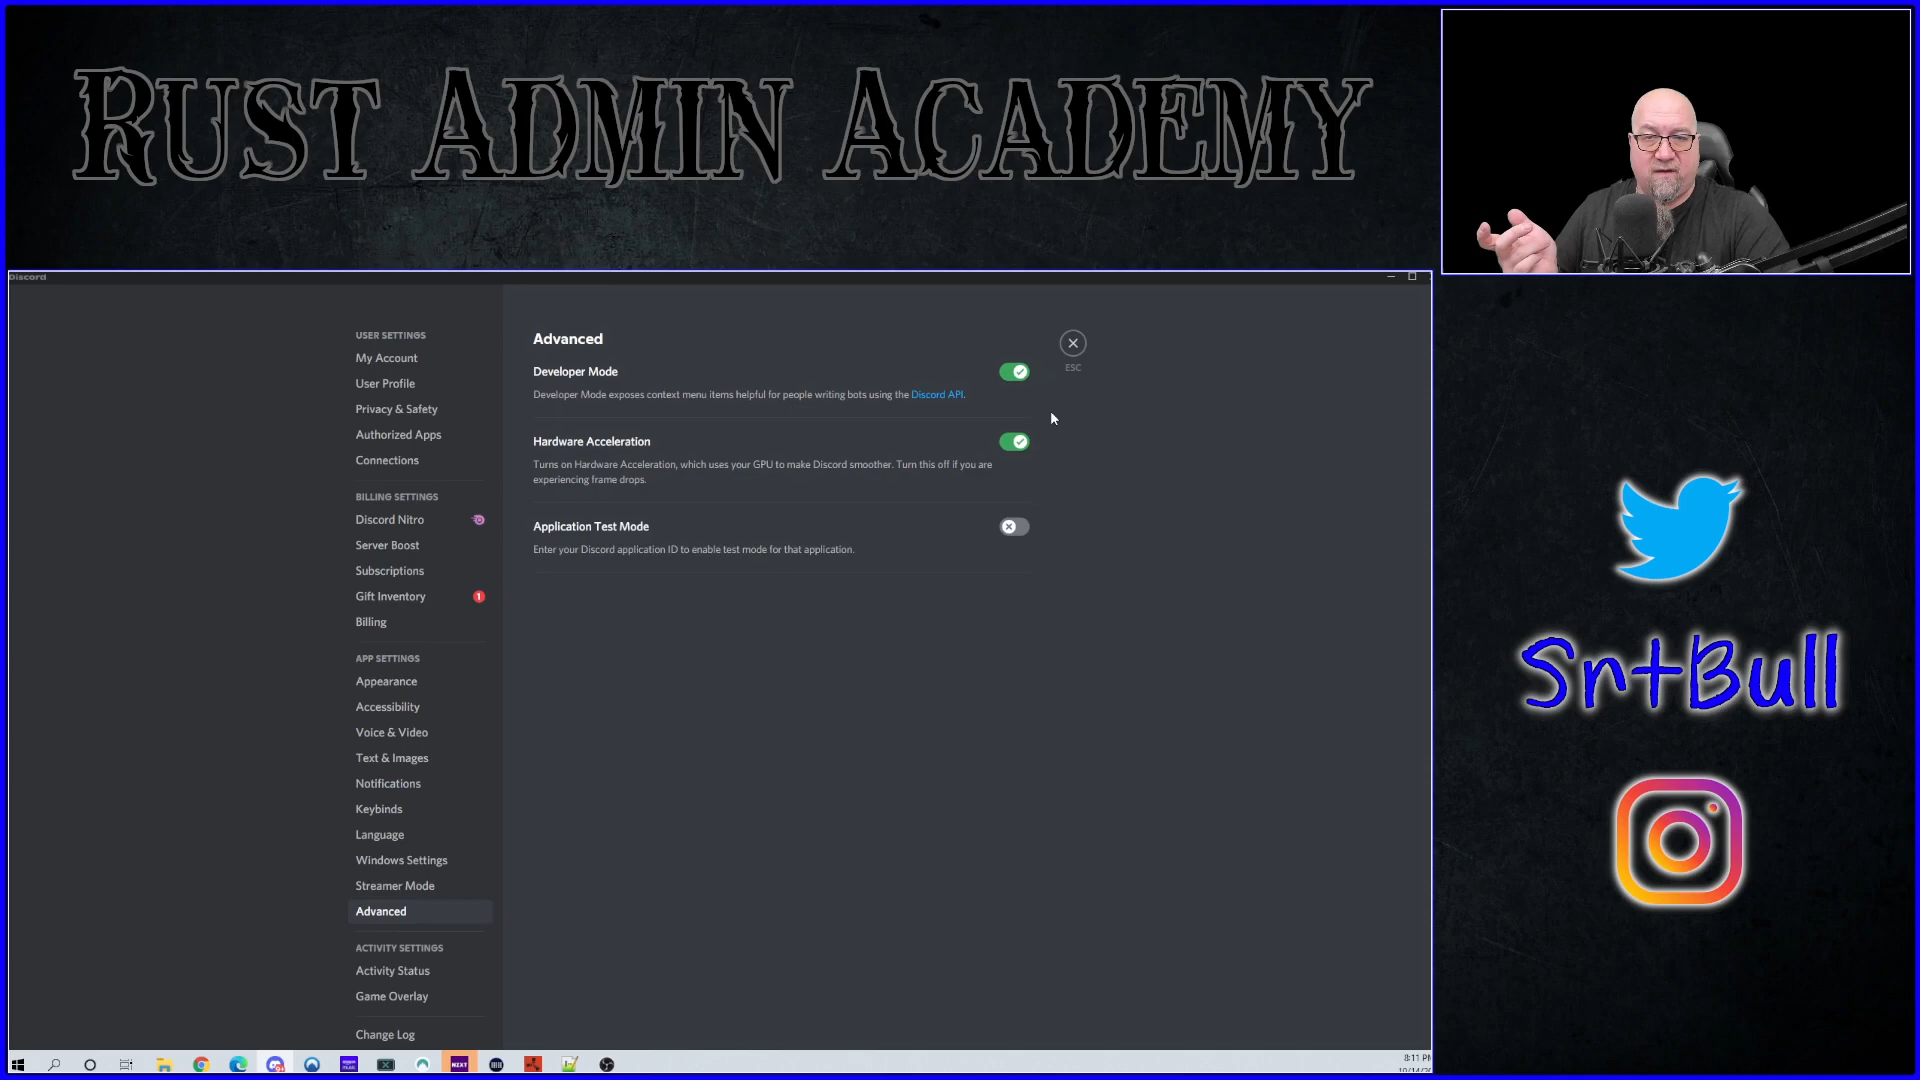 Rust Admin Academy
Discord
USER SETTINGS
My Account
User Profile
Privacy & Safety
Authorized Apps
Connections
BILLING SETTINGS
Discord Nitro
Server Boost
Subscriptions
Gift Inventory 1
Billing
APP SETTINGS
Appearance
Accessibility
Voice & Video
Text & Images
Notifications
Keybinds
Language
Windows Settings
Streamer Mode
Advanced
ACTIVITY SETTINGS
Activity Status
Game Overlay
Change Log
Advanced
Developer Mode
Developer Mode exposes context menu items helpful for people writing bots using the Discord API.
Hardware Acceleration
Turns on Hardware Acceleration, which uses your GPU to make Discord smoother. Turn this off if you are
experiencing frame drops.
Application Test Mode
Enter your Discord application ID to enable test mode for that application.
ESC
SntBull
NZXT
8:11 P